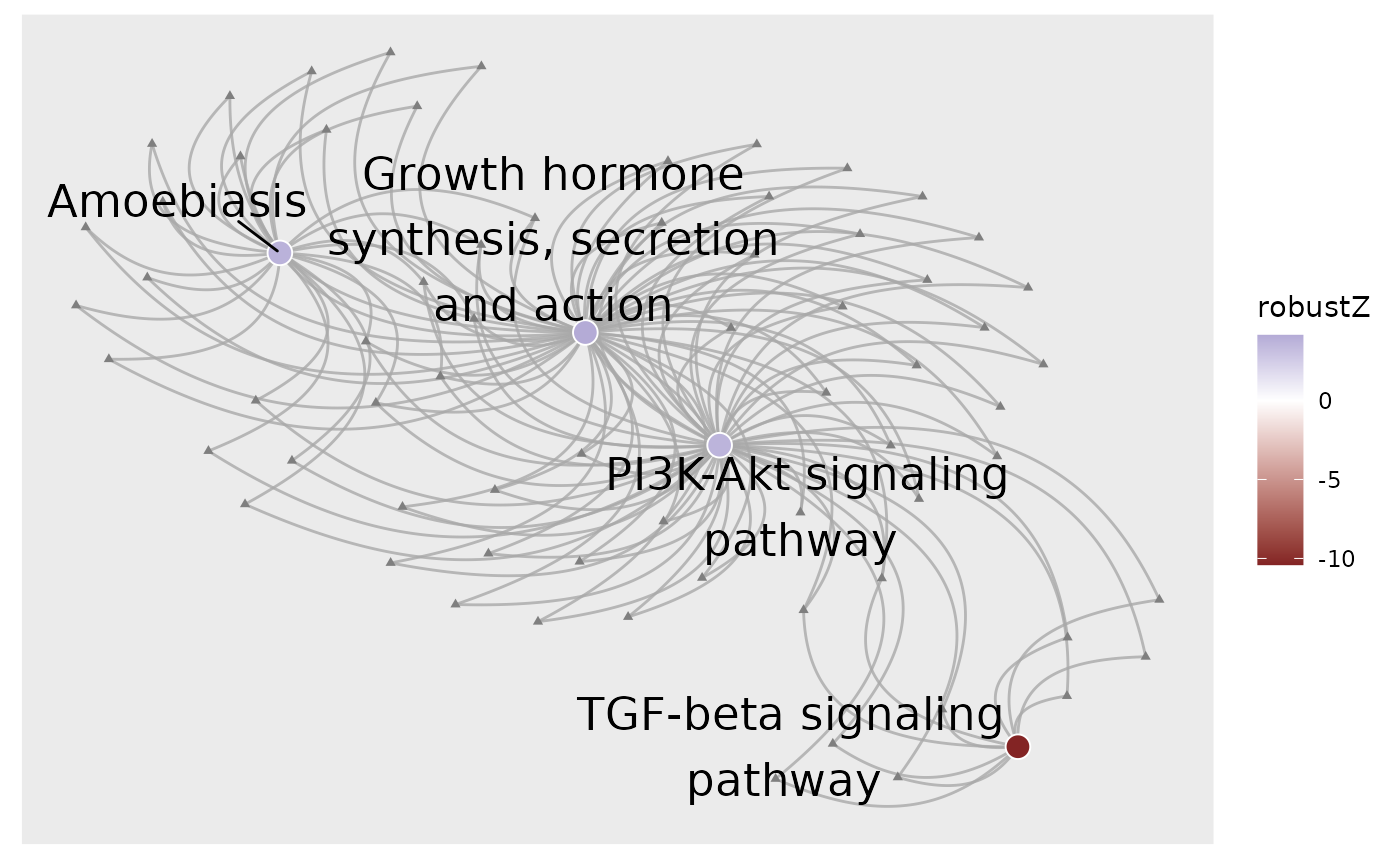 Growth hormone
synthesis, secretion
and action
Amoebiasis
PI3K-Akt signaling
pathway
TGF-beta signaling
pathway
robustZ
0
-5
-10